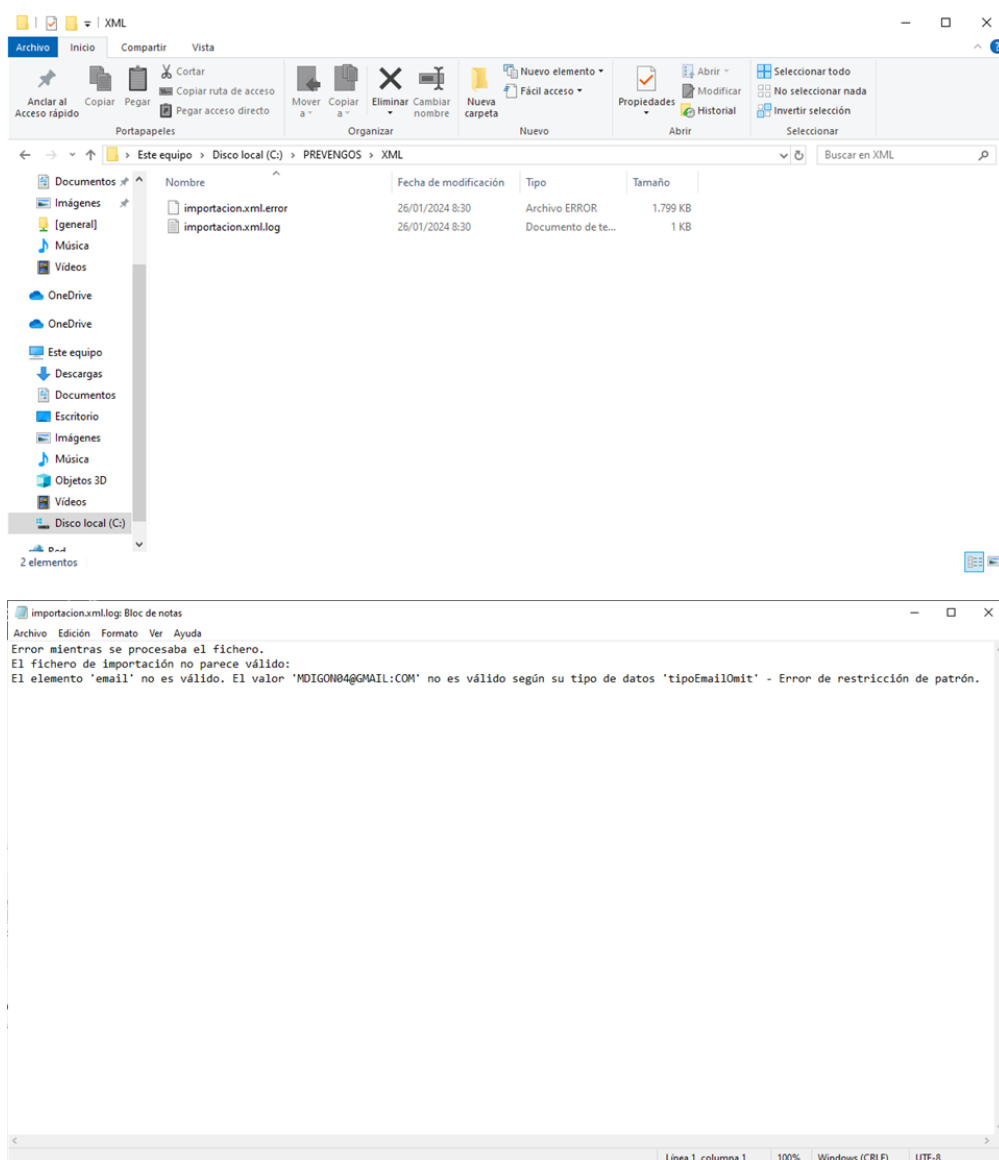 XML
Archivo Inicio Compartir Vista
Anclar al Acceso rápido
Copiar
Pegar
Cortar
Copiar ruta de acceso
Pegar acceso directo
Portapapeles
Mover a
Copiar a
Eliminar
Cambiar nombre
Organizar
Nueva carpeta
Nuevo elemento
Fácil acceso
Nuevo
Propiedades
Abrir
Modificar
Historial
Abrir
Seleccionar todo
No seleccionar nada
Invertir selección
Seleccionar
Este equipo > Disco local (C:) > PREVENGOS > XML
Buscar en XML
Documentos
Imágenes
[general]
Música
Vídeos
OneDrive
OneDrive
Este equipo
Descargas
Documentos
Escritorio
Imágenes
Música
Objetos 3D
Vídeos
Disco local (C:)
Red
Nombre Fecha de modificación Tipo Tamaño
importacion.xml.error 26/01/2024 8:30 Archivo ERROR 1.799 KB
importacion.xml.log 26/01/2024 8:30 Documento de te... 1 KB
2 elementos
importacion.xml.log: Bloc de notas
Archivo Edición Formato Ver Ayuda
Error mientras se procesaba el fichero.
El fichero de importación no parece válido:
El elemento 'email' no es válido. El valor 'MDIGON04@GMAIL:COM' no es válido según su tipo de datos 'tipoEmailOmit' - Error de restricción de patrón.
Línea 1, columna 1 100% Windows (CRLF) UTF-8